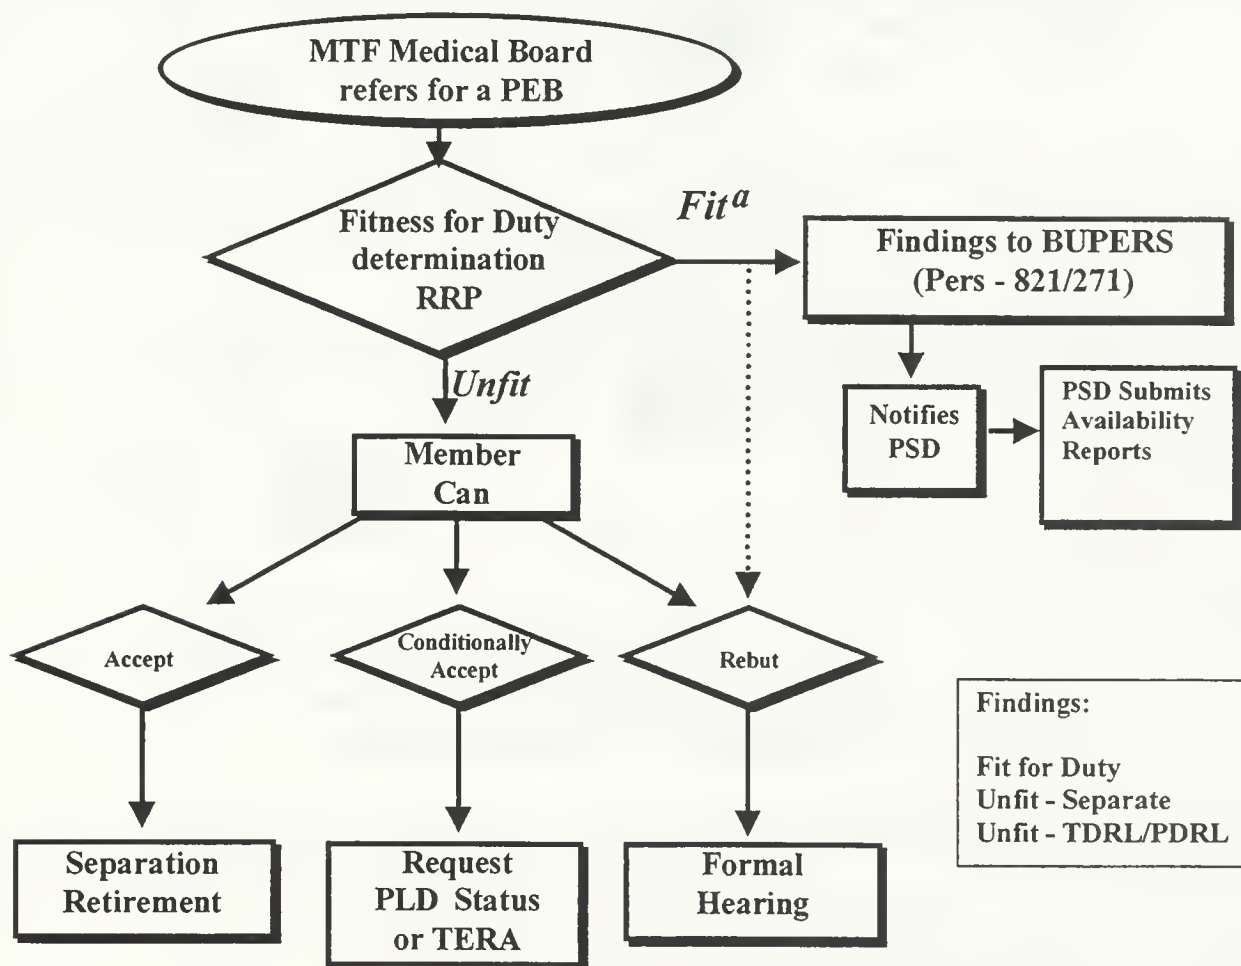 MTF Medical Board
refers for a PEB
Fitness for Duty
determination
RRP
Fit a
Findings to BUPERS
(Pers - 821/271)
Unfit
Notifies
PSD
PSD Submits
Availability
Reports
Member
Can
Accept
Conditionally
Accept
Rebut
Findings:
Fit for Duty
Unfit - Separate
Unfit - TDRL/PDRL
Separation
Retirement
Request
PLD Status
or TERA
Formal
Hearing